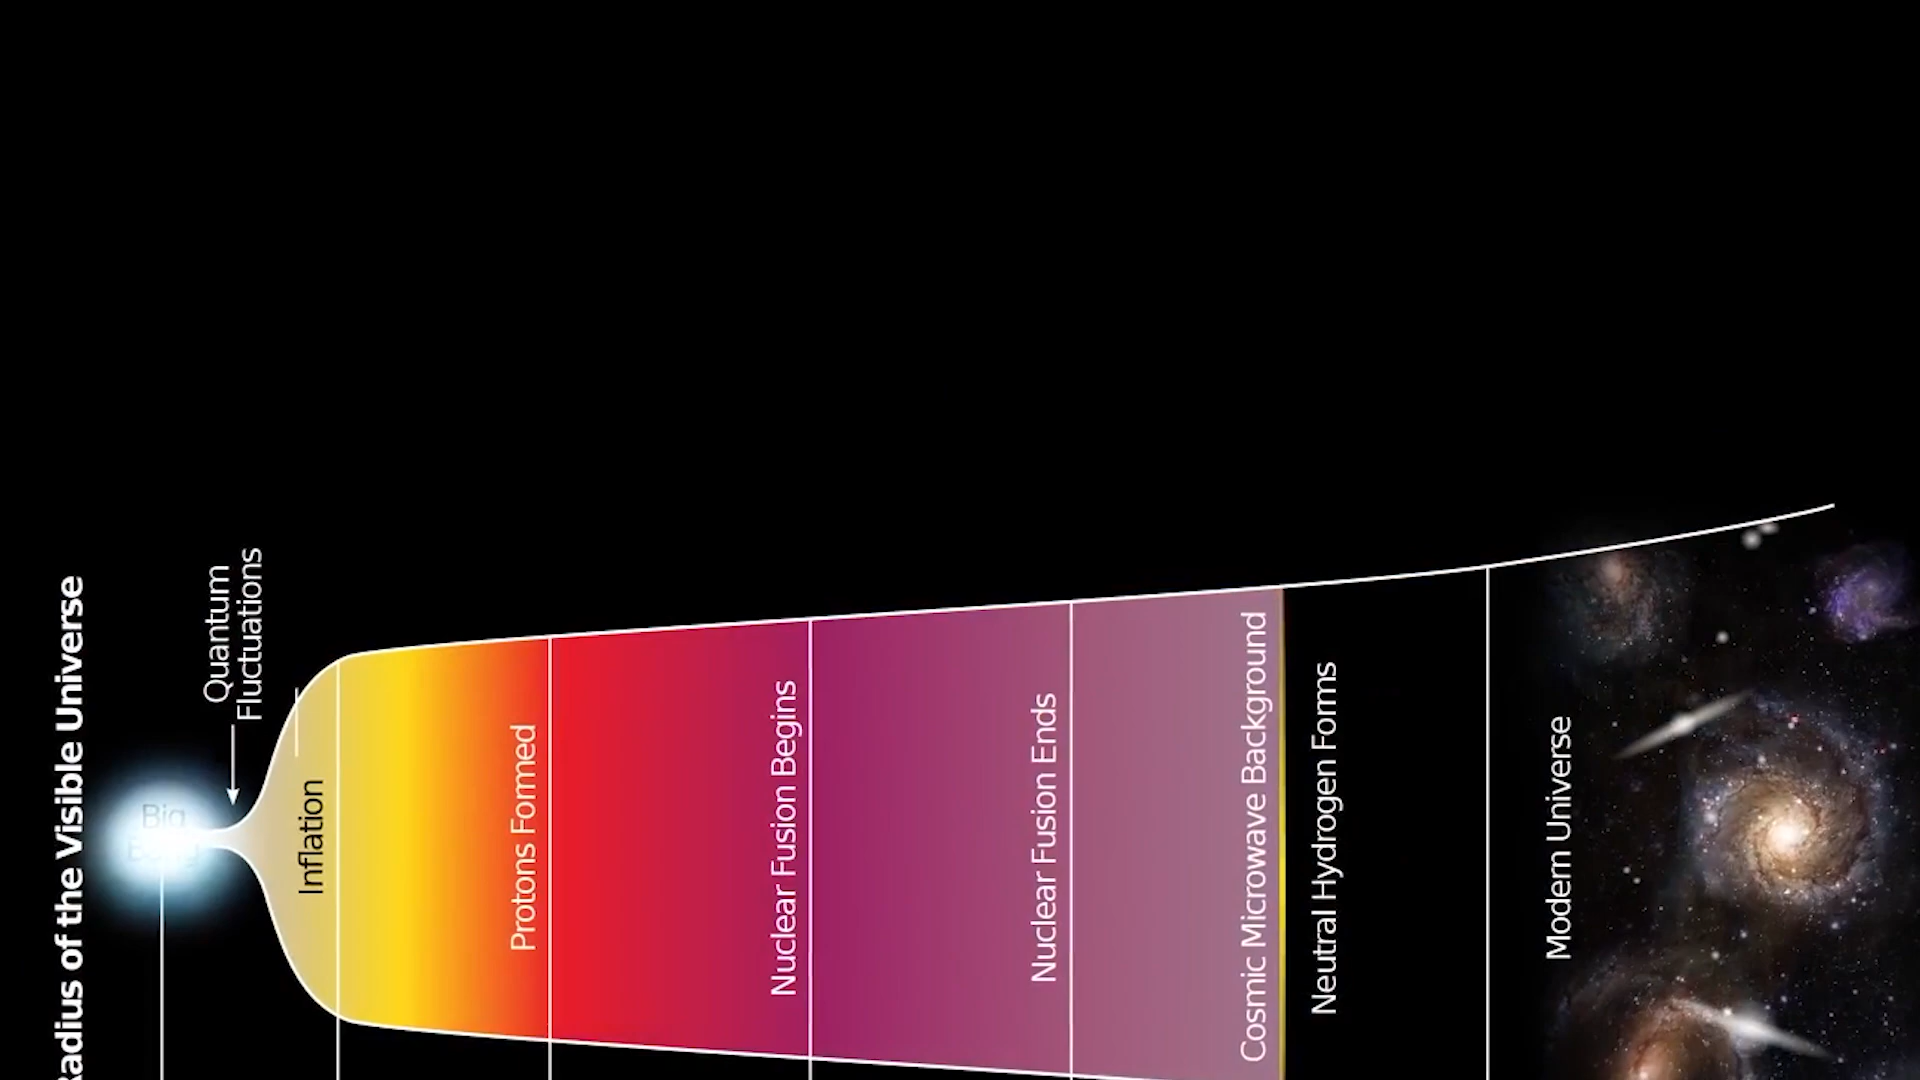 Radius of the Visible Universe
Big
Quantum
Fluctuations
Inflation
Protons Formed
Nuclear Fusion Begins
Nuclear Fusion Ends
Cosmic Microwave Background
Neutral Hydrogen Forms
Modern Universe